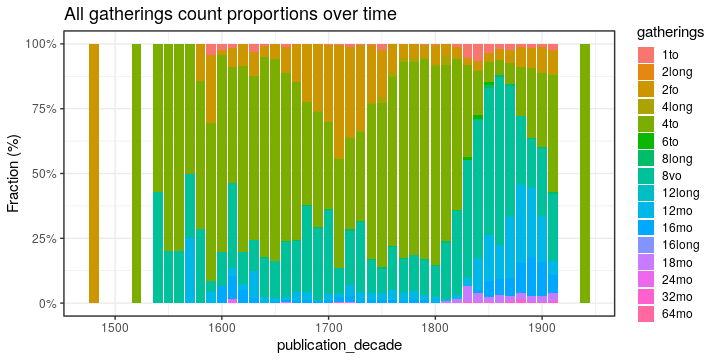 All gatherings count proportions over time
gatherings
1to
2long
2fo
4long
4to
6to
8long
8vo
12long
12mo
16mo
16long
18mo
24mo
32mo
64mo
Fraction (%)
100%
75%
50%
25%
0%
1500
1600
1700
1800
1900
publication_decade